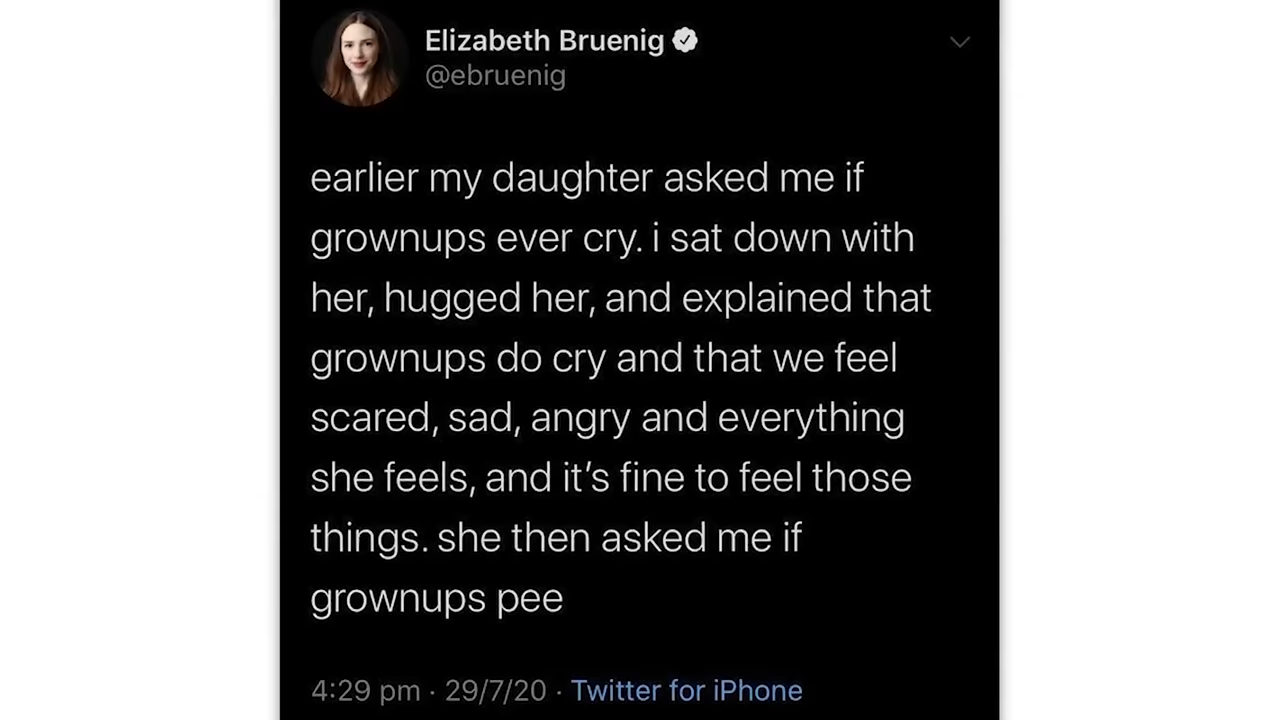 Elizabeth Bruenig
@ebruenig
earlier my daughter asked me if
grownups ever cry. i sat down with
her, hugged her, and explained that
grownups do cry and that we feel
scared, sad, angry and everything
she feels, and it’s fine to feel those
things. she then asked me if
grownups pee
4:29 pm · 29/7/20 · Twitter for iPhone